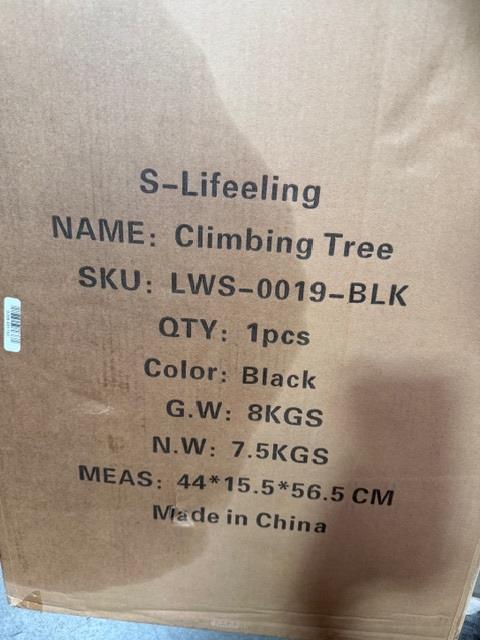 S-Lifeeling
NAME: Climbing Tree
SKU: LWS-0019-BLK
QTY: 1pcs
Color: Black
G.W: 8KGS
N.W: 7.5KGS
MEAS: 44*15.5*56.5 CM
Made in China